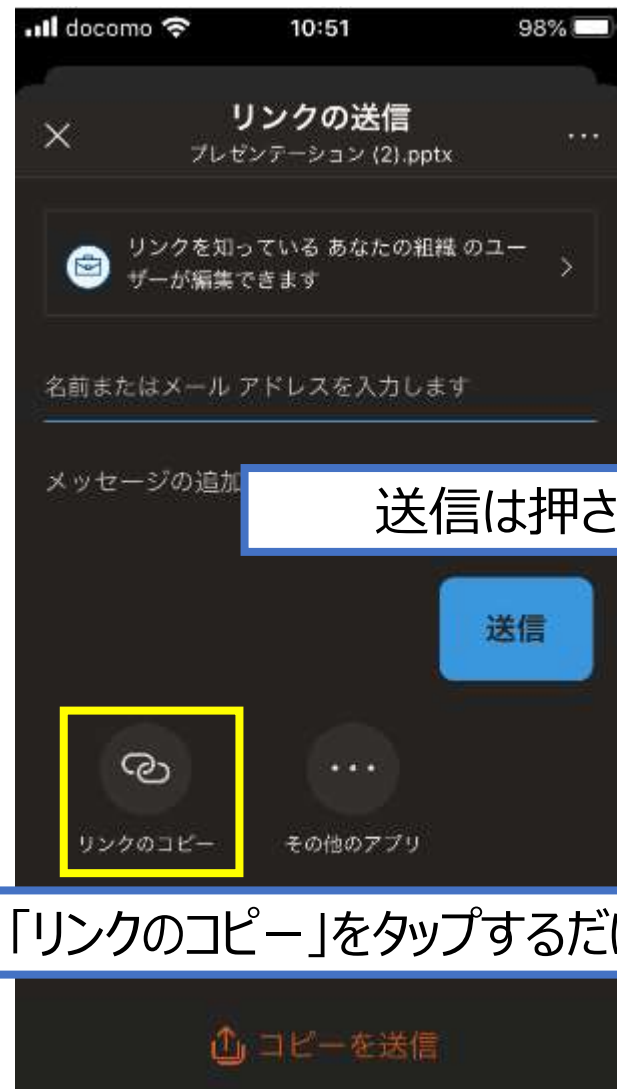 docomo 10:51 98%
リンクの送信
プレゼンテーション (2).pptx
リンクを知っている あなたの組織 のユー
ザーが編集できます
名前またはメール アドレスを入力します
メッセージの追加
送信は押さ
送信
リンクのコピー その他のアプリ
「リンクのコピー」をタップするだ
コピーを送信